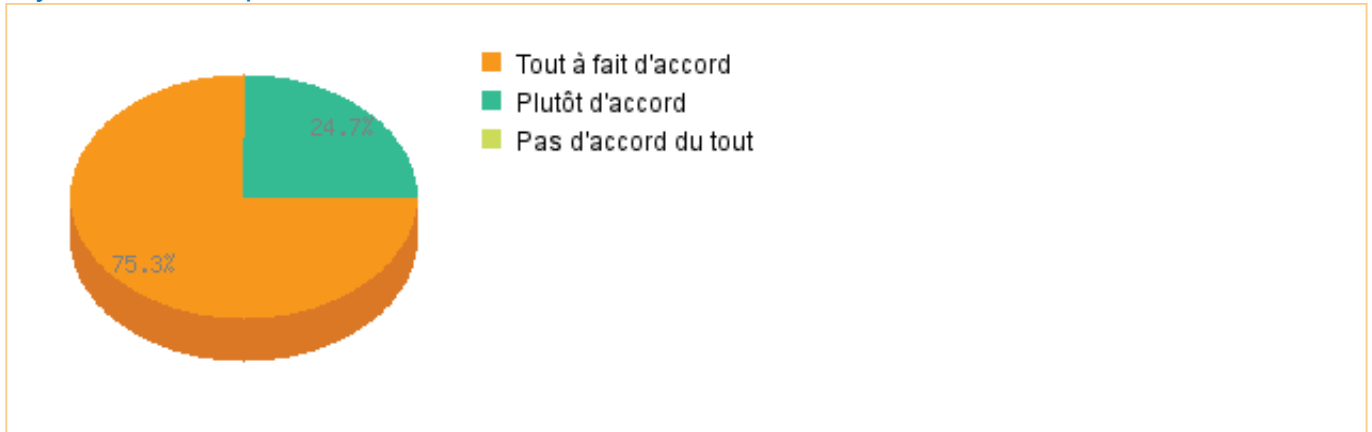 Tout à fait d'accord
Plutôt d'accord
Pas d'accord du tout
24.7%
75.3%